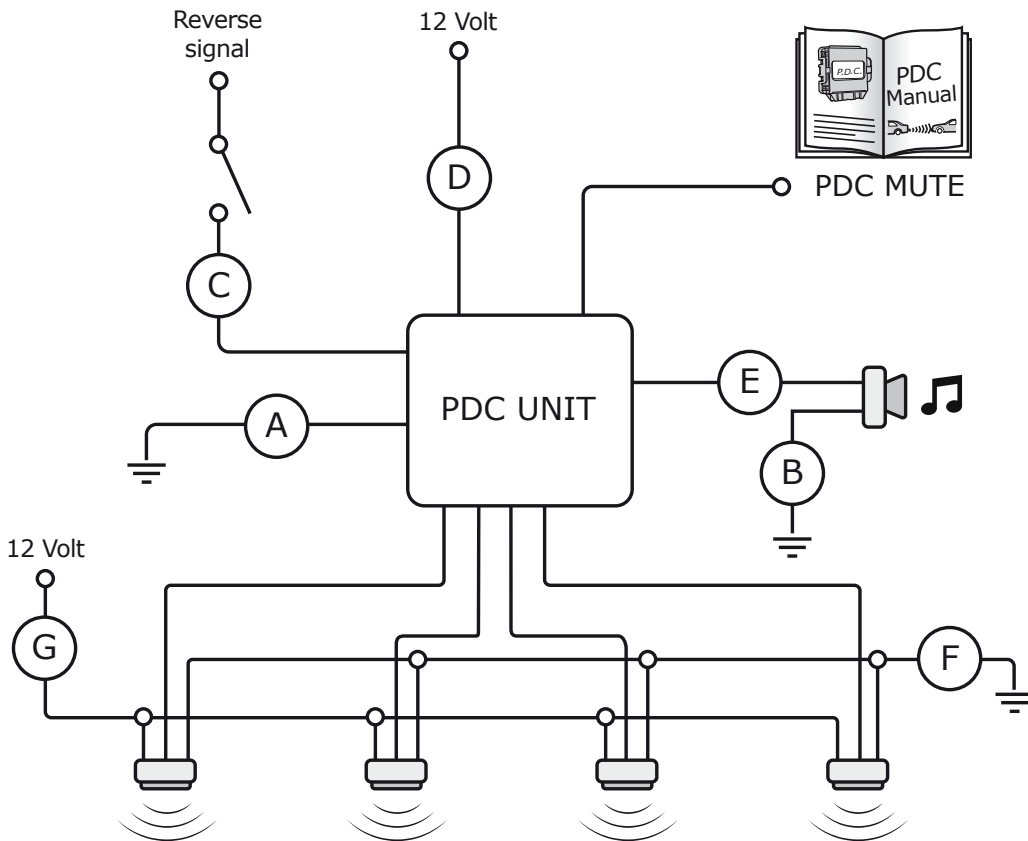 Reverse
signal
12 Volt
P.D.C.
PDC
Manual
PDC MUTE
D
C
PDC UNIT
E
A
B
12 Volt
G
F